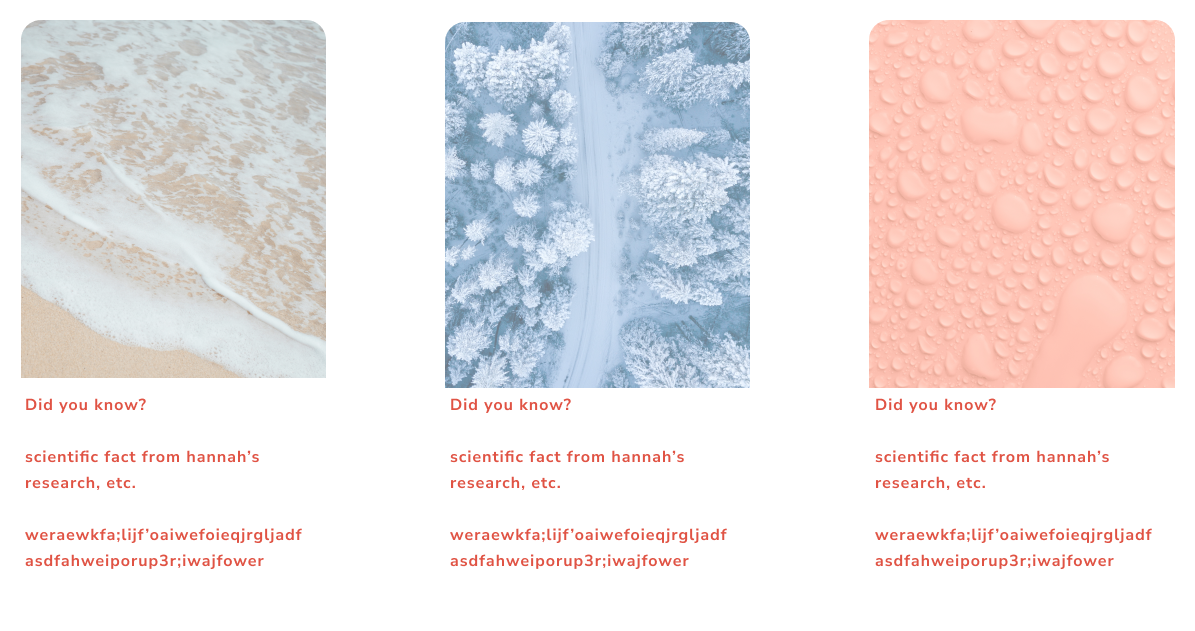 Did you know?
scientific fact from hannah's
research, etc.
weraewkfa;lijf'oaiwefoieqjrgljadf
asdfahweiporup3r;iwajfower
Did you know?
scientific fact from hannah's
research, etc.
weraewkfa;lijf'oaiwefoieqjrgljadf
asdfahweiporup3r;iwajfower
Did you know?
scientific fact from hannah's
research, etc.
weraewkfa;lijf'oaiwefoieqjrgljadf
asdfahweiporup3r;iwajfower